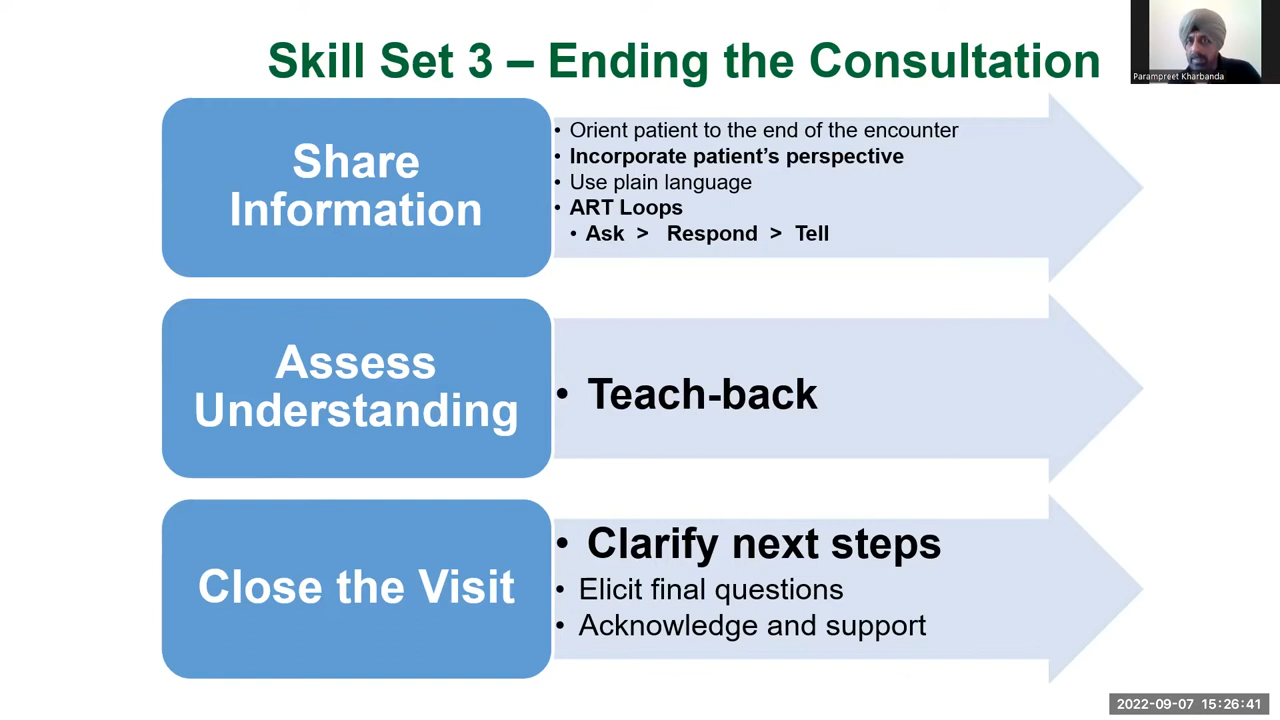 Skill Set 3 – Ending the Consultation
Parampreet Kharbanda
Share
Information
• Orient patient to the end of the encounter
• Incorporate patient’s perspective
• Use plain language
• ART Loops
• Ask > Respond > Tell
Assess
Understanding
• Teach-back
Close the Visit
• Clarify next steps
• Elicit final questions
• Acknowledge and support
2022-09-07 15:26:41